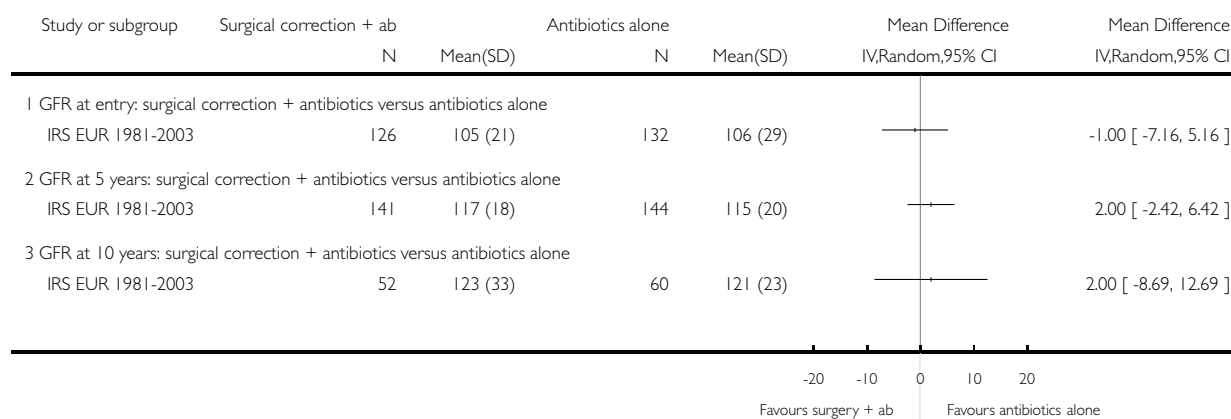 Study or subgroup Surgical correction + ab Antibiotics alone Mean Difference Mean Difference
N Mean(SD) N Mean(SD) IV,Random,95% CI IV,Random,95% CI
1 GFR at entry: surgical correction + antibiotics versus antibiotics alone
IRS EUR 1981-2003 126 105 (21) 132 106 (29) -1.00 [ -7.16, 5.16 ]
2 GFR at 5 years: surgical correction + antibiotics versus antibiotics alone
IRS EUR 1981-2003 141 117 (18) 144 115 (20) 2.00 [ -2.42, 6.42 ]
3 GFR at 10 years: surgical correction + antibiotics versus antibiotics alone
IRS EUR 1981-2003 52 123 (33) 60 121 (23) 2.00 [ -8.69, 12.69 ]
-20 -10 0 10 20
Favours surgery + ab Favours antibiotics alone